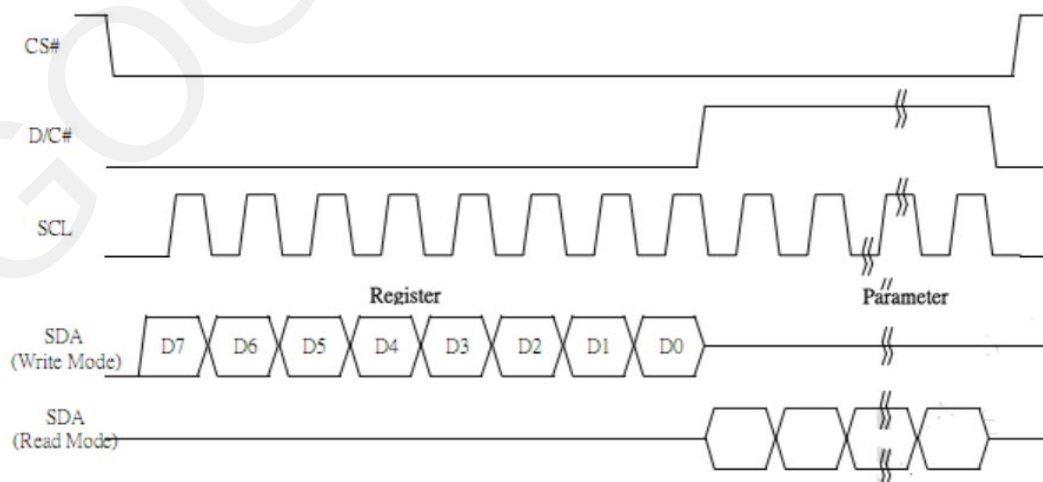 CS#
D/C#
SCL
Register
Parameter
SDA
(Write Mode)
D7 D6 D5 D4 D3 D2 D1 D0
SDA
(Read Mode)